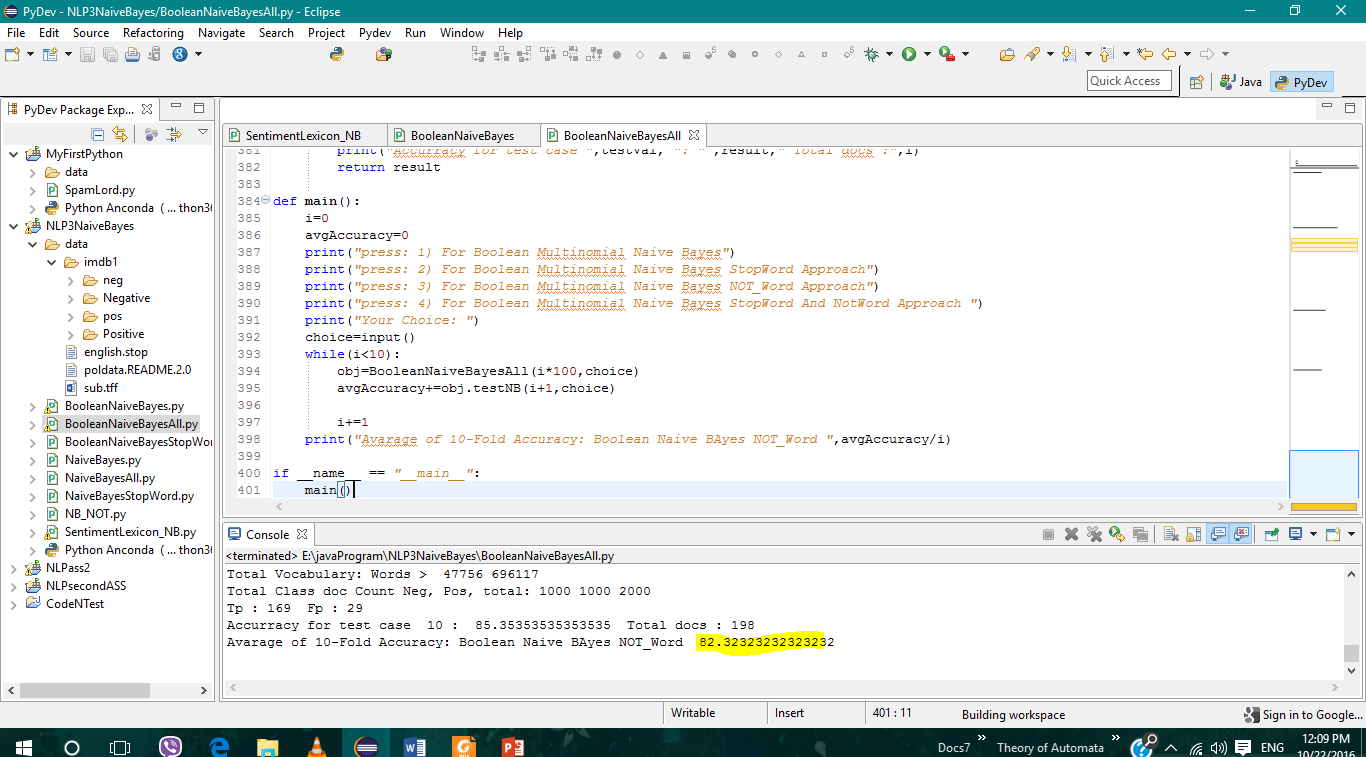 PyDev - NLP3NaiveBayes/BooleanNaiveBayesAll.py - Eclipse
File Edit Source Refactoring Navigate Search Project Pydev Run Window Help
Quick Access
Java
PyDev
PyDev Package Exp...
MyFirstPython
data
SpamLord.py
Python Anconda ( ... thon36
NLP3NaiveBayes
data
imdb1
neg
Negative
pos
Positive
english.stop
poldata.README.2.0
sub.tff
BooleanNaiveBayes.py
BooleanNaiveBayesAll.py
BooleanNaiveBayesStopWor
NaiveBayes.py
NaiveBayesAll.py
NaiveBayesStopWord.py
NB_NOT.py
SentimentLexicon_NB.py
Python Anconda ( ... thon36
NLPass2
NLPsecondASS
CodeNTest
SentimentLexicon_NB
BooleanNaiveBayes
BooleanNaiveBayesAll
381 print("Accurracy for test case ",testval, ": " ,result," Total docs :",i)
382 return result
383
384 def main():
385 i=0
386 avgAccuracy=0
387 print("press: 1) For Boolean Multinomial Naive Bayes")
388 print("press: 2) For Boolean Multinomial Naive Bayes StopWord Approach")
389 print("press: 3) For Boolean Multinomial Naive Bayes NOT_Word Approach")
390 print("press: 4) For Boolean Multinomial Naive Bayes StopWord And NotWord Approach ")
391 print("Your Choice: ")
392 choice=input()
393 while(i<10):
394 obj=BooleanNaiveBayesAll(i*100,choice)
395 avgAccuracy+=obj.testNB(i+1,choice)
396
397 i+=1
398 print("Avarage of 10-Fold Accuracy: Boolean Naive BAyes NOT_Word ",avgAccuracy/i)
399
400 if __name__ == "__main__":
401 main()
Console
<terminated> E:\javaProgram\NLP3NaiveBayes\BooleanNaiveBayesAll.py
Total Vocabulary: Words > 47756 696117
Total Class doc Count Neg, Pos, total: 1000 1000 2000
Tp : 169 Fp : 29
Accurracy for test case 10 : 85.35353535353535 Total docs : 198
Avarage of 10-Fold Accuracy: Boolean Naive BAyes NOT_Word 82.32323232323232
Writable
Insert
401 : 11
Building workspace
Sign in to Google...
Docs7
Theory of Automata
ENG
12:09 PM
10/22/2016